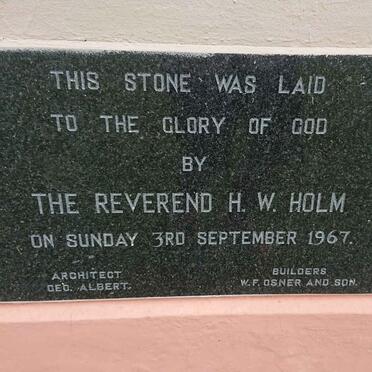 THIS STONE WAS LAID
TO THE GLORY OF GOD
BY
THE REVEREND H. W. HOLM
ON SUNDAY 3RD SEPTEMBER 1967.
ARCHITECT
GEO. ALBERT.
BUILDERS
W.F. OSNER AND SON.